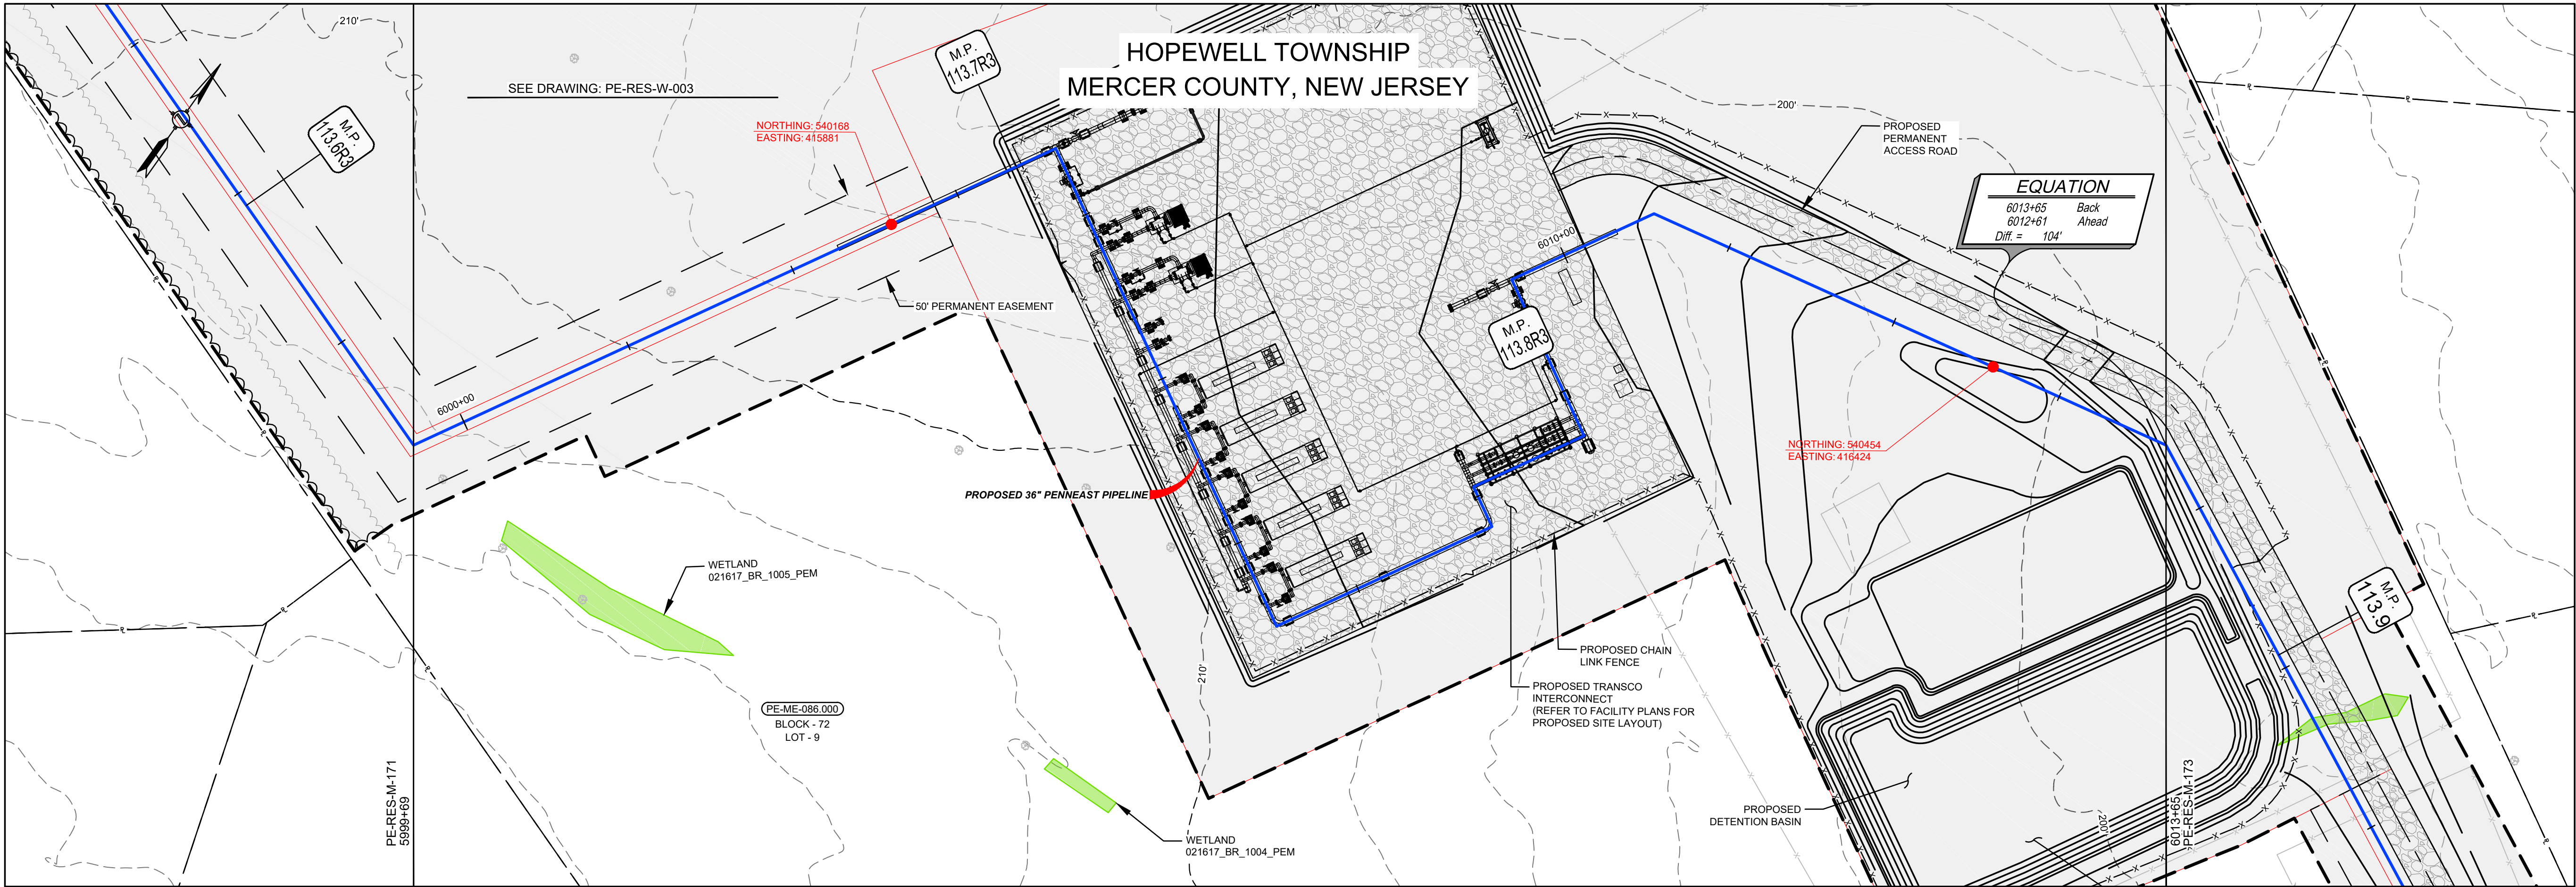 210'
SEE DRAWING: PE-RES-W-003
M.P.
113.6R3
M.P.
113.7R3
HOPEWELL TOWNSHIP
MERCER COUNTY, NEW JERSEY
NORTHING: 540168
EASTING: 415881
200'
PROPOSED
PERMANENT
ACCESS ROAD
EQUATION
6013+65 Back
6012+61 Ahead
Diff. = 104'
6010+00
50' PERMANENT EASEMENT
M.P.
113.8R3
6000+00
NORTHING: 540454
EASTING: 416424
PROPOSED 36" PENNEAST PIPELINE
WETLAND
021617_BR_1005_PEM
M.P.
113.9
PROPOSED CHAIN
LINK FENCE
210'
PROPOSED TRANSCO
INTERCONNECT
(REFER TO FACILITY PLANS FOR
PROPOSED SITE LAYOUT)
PE-ME-086.000
BLOCK - 72
LOT - 9
PE-RES-M-171
5999+69
PROPOSED
DETENTION BASIN
200'
6013+65
PE-RES-M-173
WETLAND
021617_BR_1004_PEM